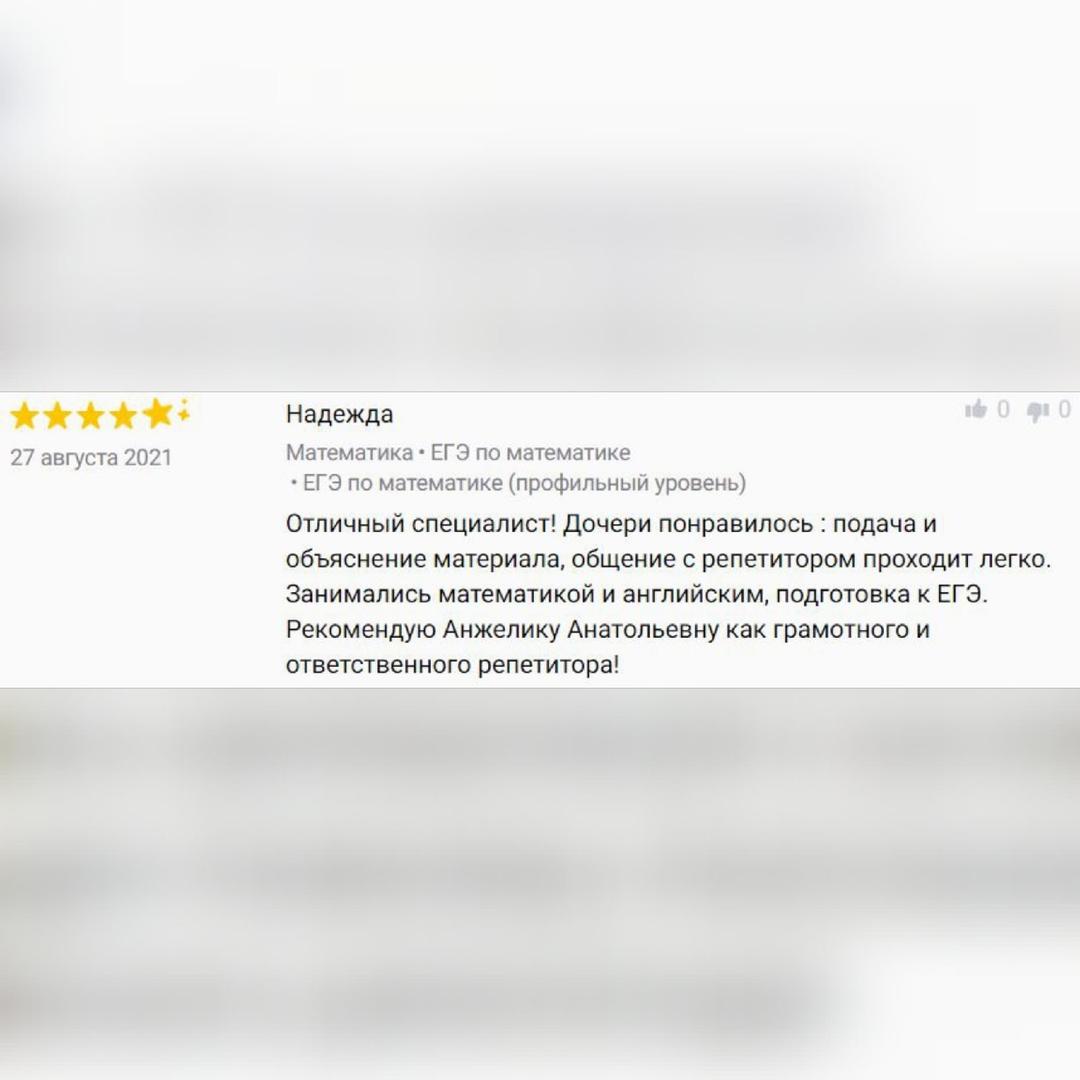 Надежда
0 0
27 августа 2021
Математика • ЕГЭ по математике
• ЕГЭ по математике (профильный уровень)
Отличный специалист! Дочери понравилось : подача и
объяснение материала, общение с репетитором проходит легко.
Занимались математикой и английским, подготовка к ЕГЭ.
Рекомендую Анжелику Анатольевну как грамотного и
ответственного репетитора!